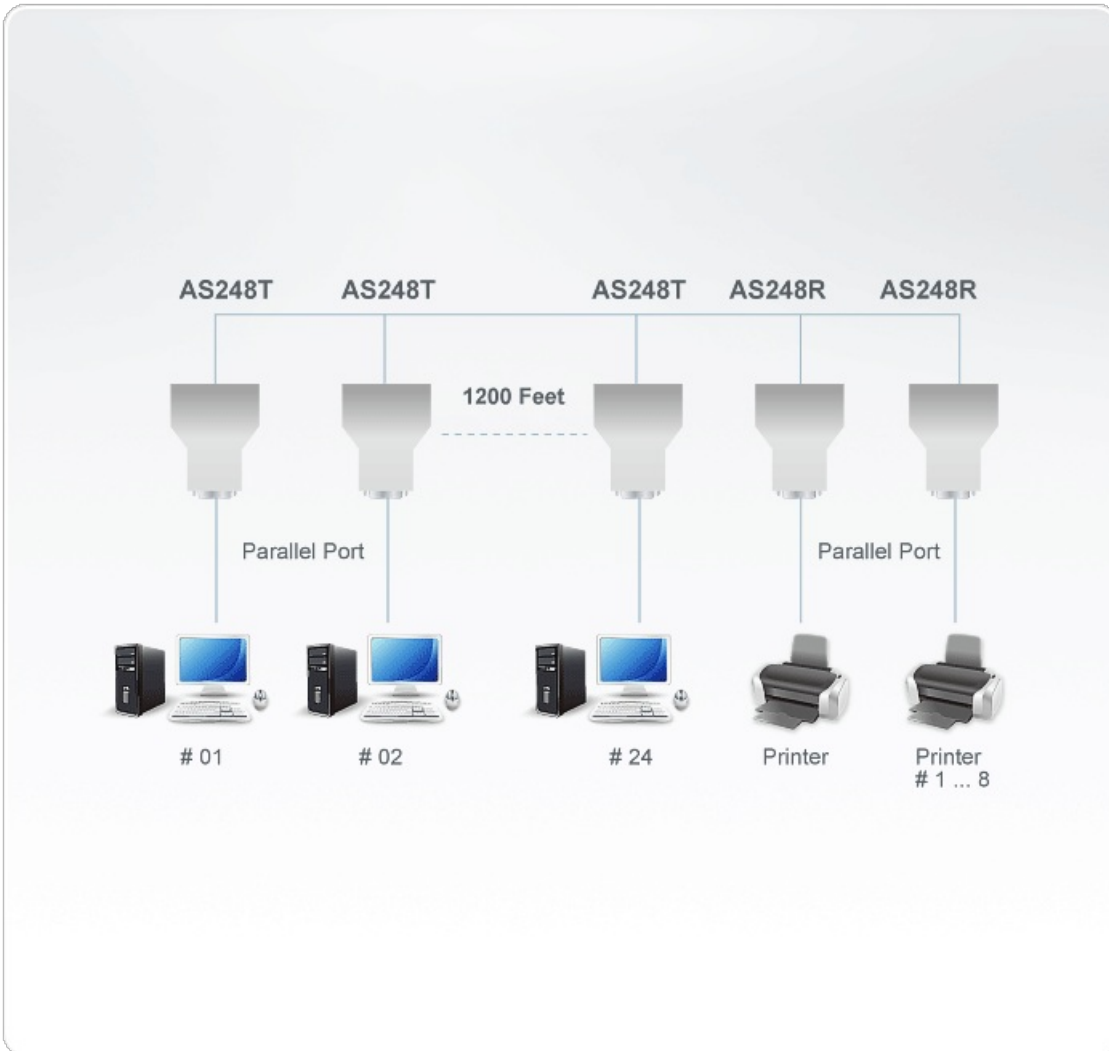 AS248T AS248T AS248T AS248R AS248R
1200 Feet
Parallel Port Parallel Port
# 01 # 02 # 24 Printer Printer
# 1 ... 8